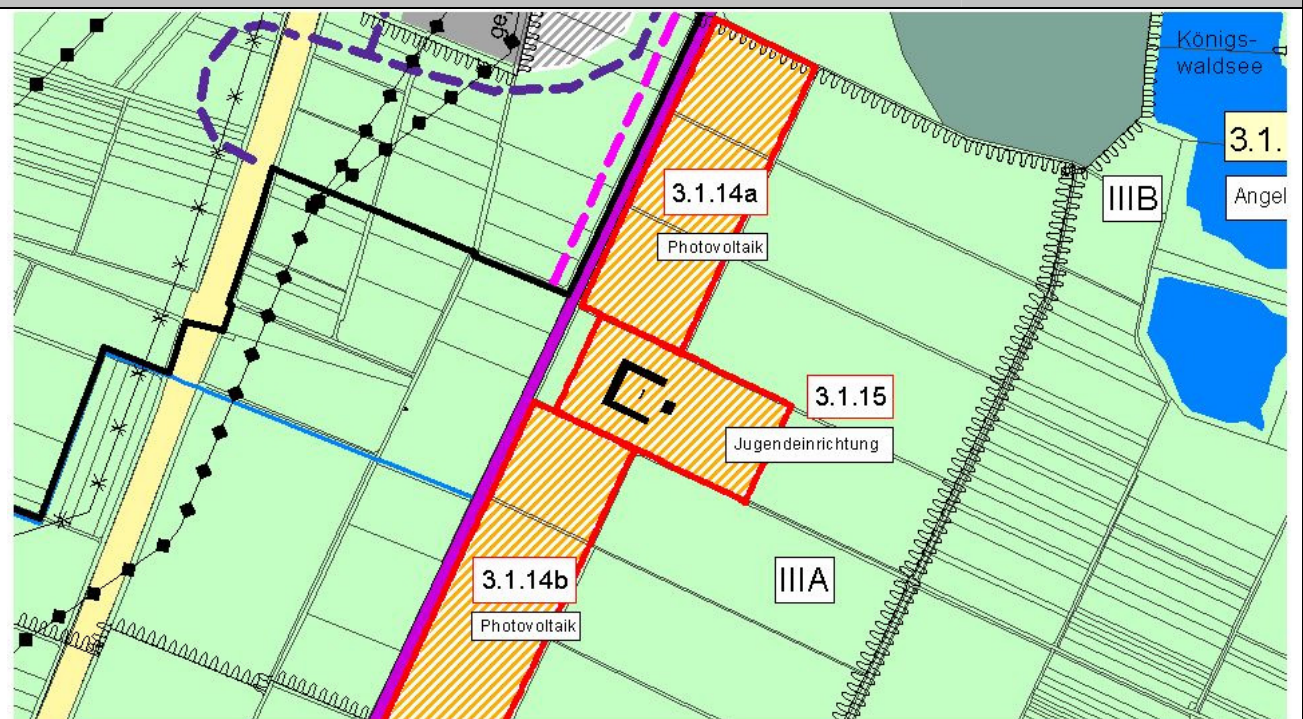 ge
Königs-
waldsee
3.1.
Angel
IIIB
3.1.14a
Photovoltaik
3.1.15
Jugendeinrichtung
IIIA
3.1.14b
Photovoltaik